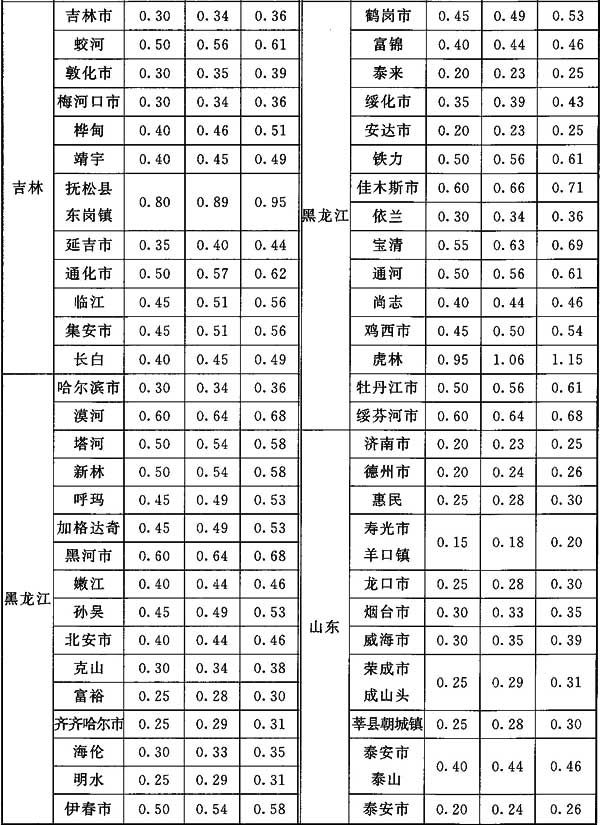 吉林
吉林市 0.30 0.34 0.36
蛟河 0.50 0.56 0.61
敦化市 0.30 0.35 0.39
梅河口市 0.30 0.34 0.36
桦甸 0.40 0.46 0.51
靖宇 0.40 0.45 0.49
抚松县
东岗镇 0.80 0.89 0.95
延吉市 0.35 0.40 0.44
通化市 0.50 0.57 0.62
临江 0.45 0.51 0.56
集安市 0.45 0.51 0.56
长白 0.40 0.45 0.49
黑龙江
哈尔滨市 0.30 0.34 0.36
漠河 0.60 0.64 0.68
塔河 0.50 0.54 0.58
新林 0.50 0.54 0.58
呼玛 0.45 0.49 0.53
加格达奇 0.45 0.49 0.53
黑河市 0.60 0.64 0.68
嫩江 0.40 0.44 0.46
孙吴 0.45 0.49 0.53
北安市 0.40 0.44 0.46
克山 0.30 0.34 0.38
富裕 0.25 0.28 0.30
齐齐哈尔市 0.25 0.29 0.31
海伦 0.30 0.33 0.35
明水 0.25 0.29 0.31
伊春市 0.50 0.54 0.58
黑龙江
鹤岗市 0.45 0.49 0.53
富锦 0.40 0.44 0.46
泰来 0.20 0.23 0.25
绥化市 0.35 0.39 0.43
安达市 0.20 0.23 0.25
铁力 0.50 0.56 0.61
佳木斯市 0.60 0.66 0.71
依兰 0.30 0.34 0.36
宝清 0.55 0.63 0.69
通河 0.50 0.56 0.61
尚志 0.40 0.44 0.46
鸡西市 0.45 0.50 0.54
虎林 0.95 1.06 1.15
牡丹江市 0.50 0.56 0.61
绥芬河市 0.60 0.64 0.68
山东
济南市 0.20 0.23 0.25
德州市 0.20 0.24 0.26
惠民 0.25 0.28 0.30
寿光市
羊口镇 0.15 0.18 0.20
龙口市 0.25 0.28 0.30
烟台市 0.30 0.33 0.35
威海市 0.30 0.35 0.39
荣成市
成山头 0.25 0.29 0.31
莘县朝城镇 0.25 0.28 0.30
泰安市
泰山 0.40 0.44 0.46
泰安市 0.20 0.24 0.26